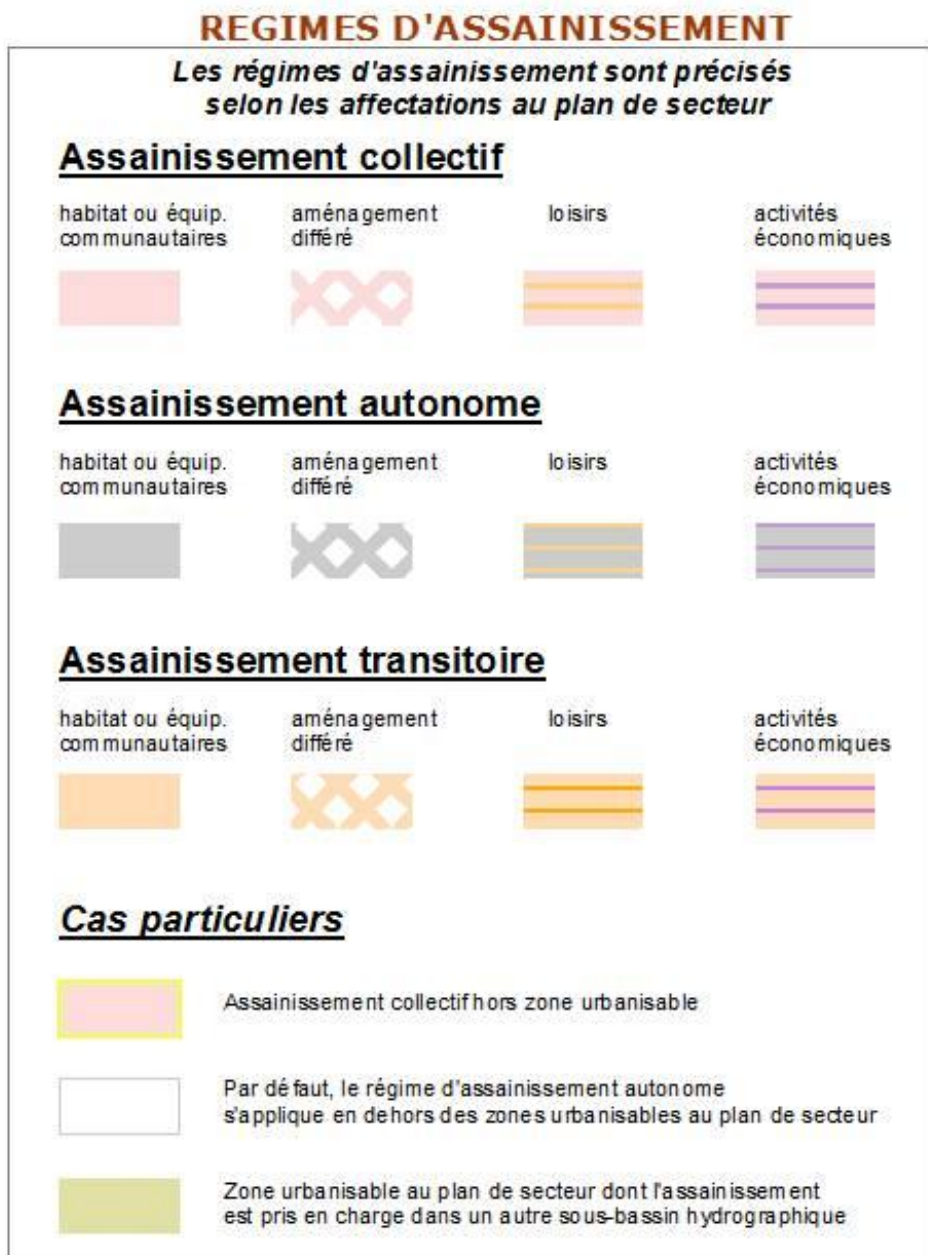 REGIMES D'ASSAINISSEMENT
Les régimes d'assainissement sont précisés
selon les affectations au plan de secteur
Assainissement collectif
habitat ou équip.
communautaires
aménagement
différé
loisirs
activités
économiques
Assainissement autonome
habitat ou équip.
communautaires
aménagement
différé
loisirs
activités
économiques
Assainissement transitoire
habitat ou équip.
communautaires
aménagement
différé
loisirs
activités
économiques
Cas particuliers
Assainissement collectif hors zone urbanisable
Par défaut, le régime d'assainissement autonome
s'applique en dehors des zones urbanisables au plan de secteur
Zone urbanisable au plan de secteur dont l'assainissement
est pris en charge dans un autre sous-bassin hydrographique